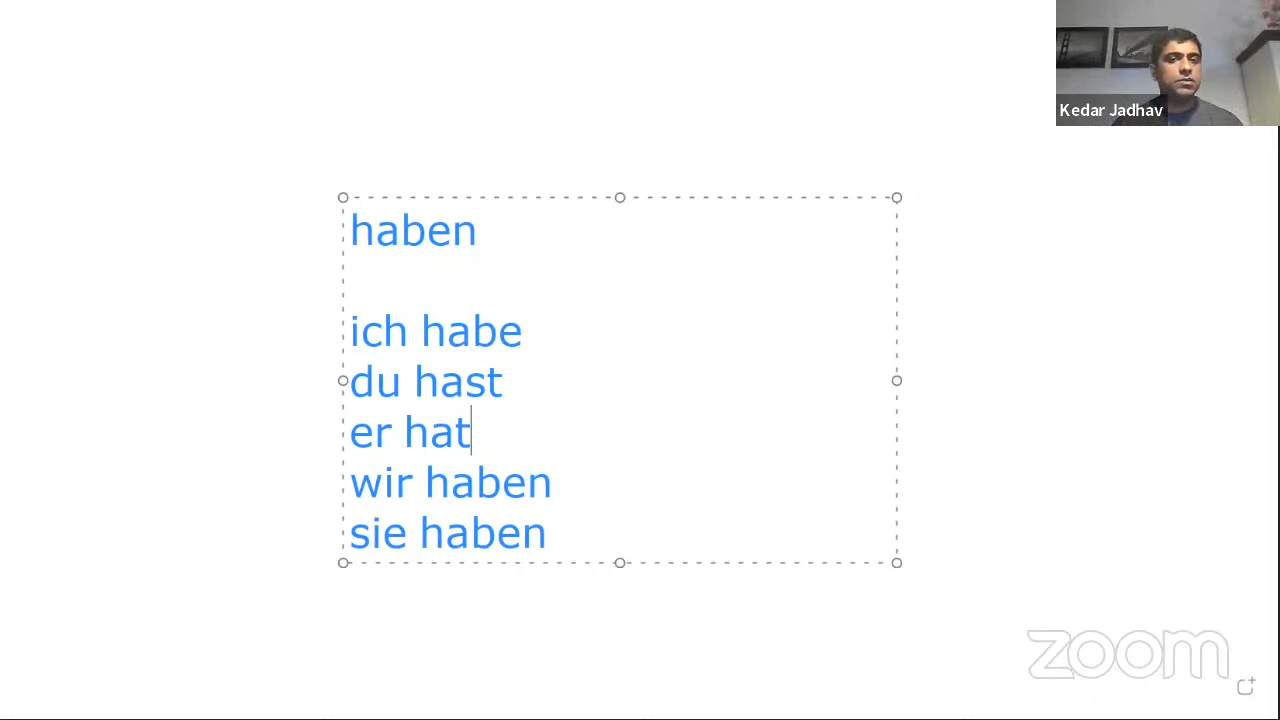 Kedar Jadhav
haben
ich habe
du hast
er hat
wir haben
sie haben
zoom